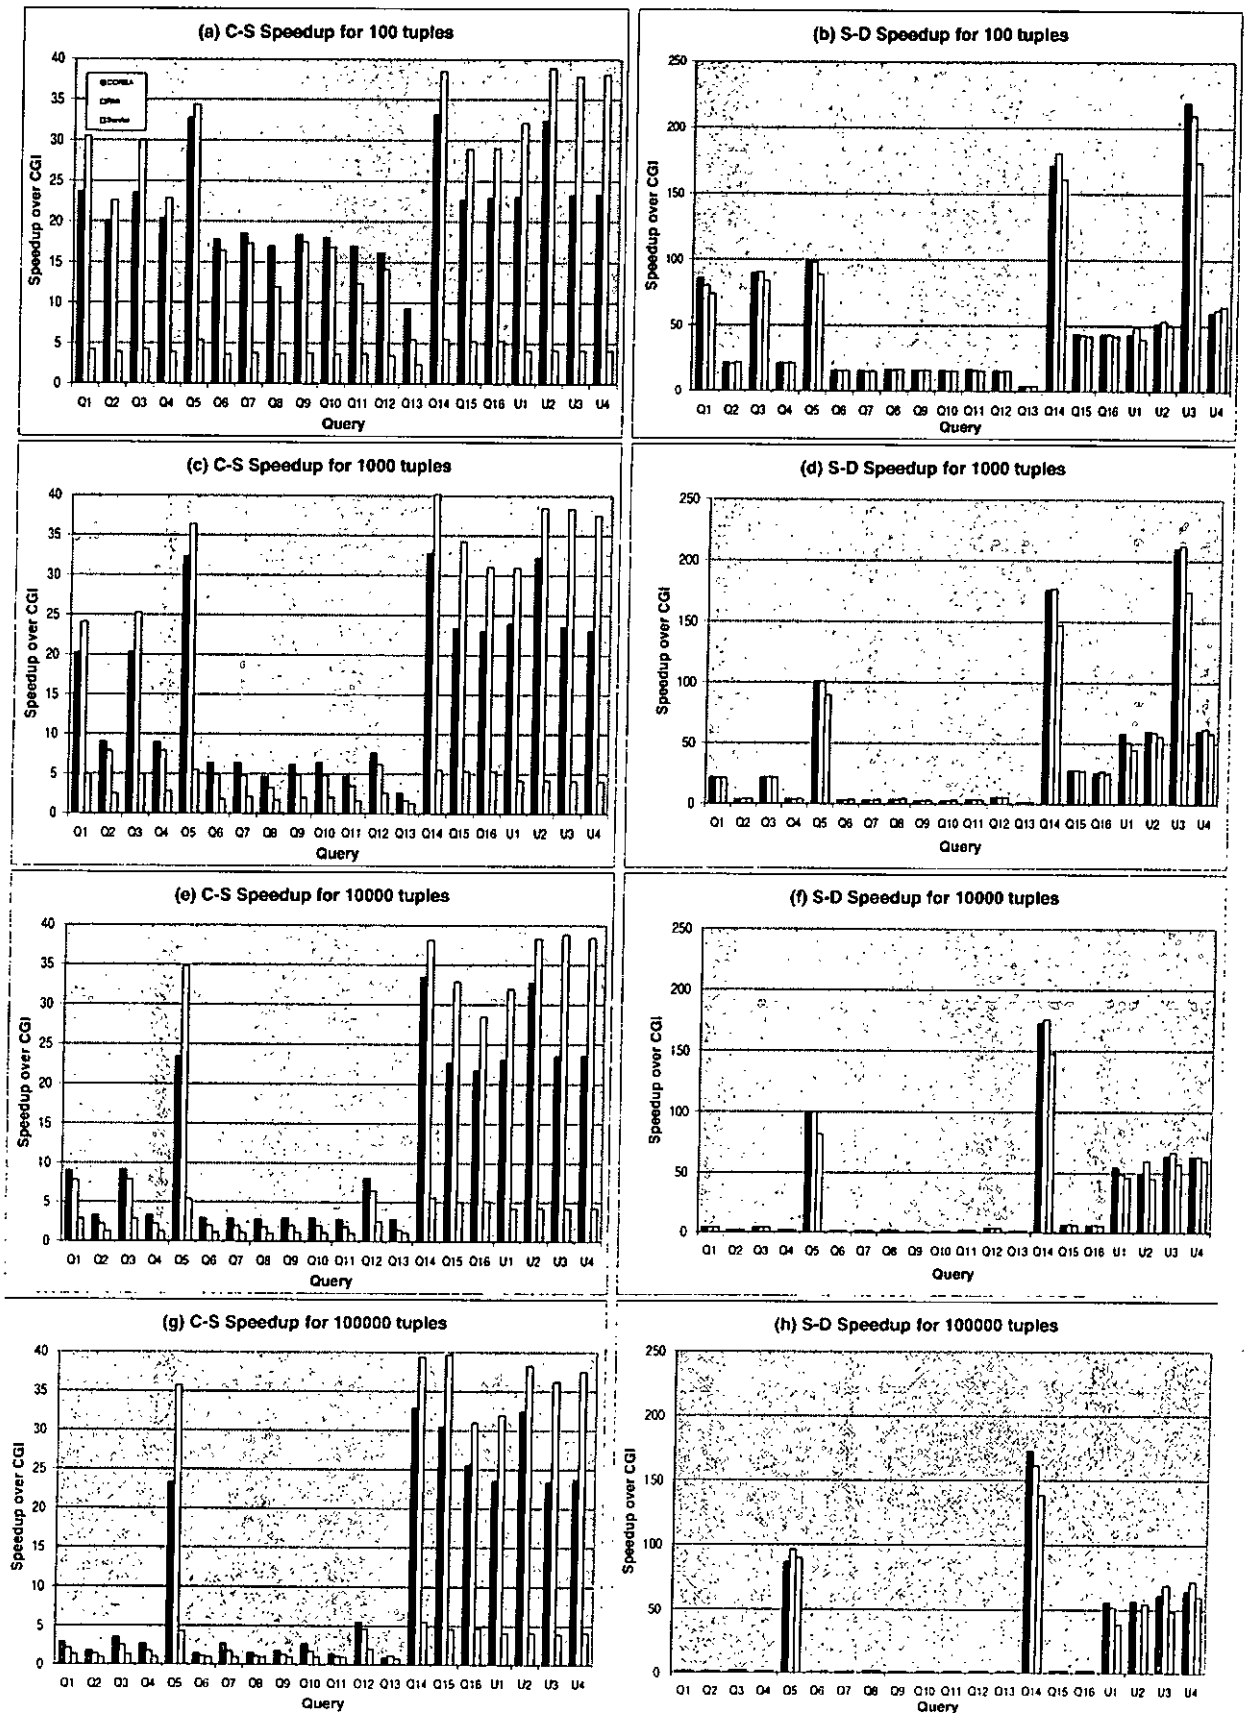 (a) C-S Speedup for 100 tuples
40
35
30
25
20
15
10
5
0
Speedup over CGI
CORBA
RMI
Servlet
Q1 Q2 Q3 Q4 Q5 Q6 Q7 Q8 Q9 Q10 Q11 Q12 Q13 Q14 Q15 Q16 U1 U2 U3 U4
Query
(b) S-D Speedup for 100 tuples
250
200
150
100
50
0
Speedup over CGI
Q1 Q2 Q3 Q4 Q5 Q6 Q7 Q8 Q9 Q10 Q11 Q12 Q13 Q14 Q15 Q16 U1 U2 U3 U4
Query
(c) C-S Speedup for 1000 tuples
40
35
30
25
20
15
10
5
0
Speedup over CGI
Q1 Q2 Q3 Q4 Q5 Q6 Q7 Q8 Q9 Q10 Q11 Q12 Q13 Q14 Q15 Q16 U1 U2 U3 U4
Query
(d) S-D Speedup for 1000 tuples
250
200
150
100
50
0
Speedup over CGI
Q1 Q2 Q3 Q4 Q5 Q6 Q7 Q8 Q9 Q10 Q11 Q12 Q13 Q14 Q15 Q16 U1 U2 U3 U4
Query
(e) C-S Speedup for 10000 tuples
40
35
30
25
20
15
10
5
0
Speedup over CGI
Q1 Q2 Q3 Q4 Q5 Q6 Q7 Q8 Q9 Q10 Q11 Q12 Q13 Q14 Q15 Q16 U1 U2 U3 U4
Query
(f) S-D Speedup for 10000 tuples
250
200
150
100
50
0
Speedup over CGI
Q1 Q2 Q3 Q4 Q5 Q6 Q7 Q8 Q9 Q10 Q11 Q12 Q13 Q14 Q15 Q16 U1 U2 U3 U4
Query
(g) C-S Speedup for 100000 tuples
40
35
30
25
20
15
10
5
0
Speedup over CGI
Q1 Q2 Q3 Q4 Q5 Q6 Q7 Q8 Q9 Q10 Q11 Q12 Q13 Q14 Q15 Q16 U1 U2 U3 U4
Query
(h) S-D Speedup for 100000 tuples
250
200
150
100
50
0
Speedup over CGI
Q1 Q2 Q3 Q4 Q5 Q6 Q7 Q8 Q9 Q10 Q11 Q12 Q13 Q14 Q15 Q16 U1 U2 U3 U4
Query